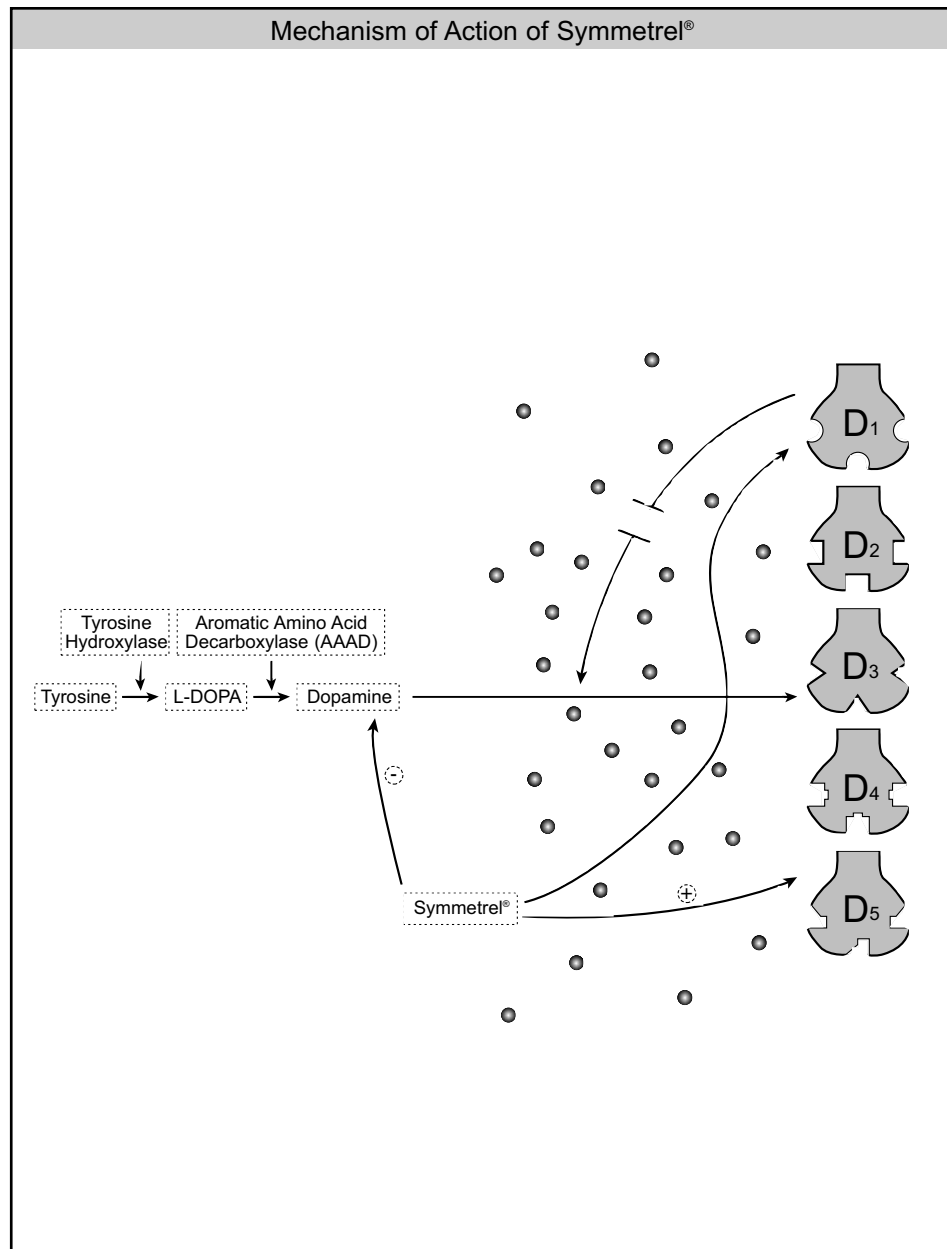 Mechanism of Action of Symmetrel®
D1
D2
Tyrosine
Hydroxylase
Aromatic Amino Acid
Decarboxylase (AAAD)
Tyrosine
L-DOPA
Dopamine
D3
-
D4
Symmetrel®
+
D5